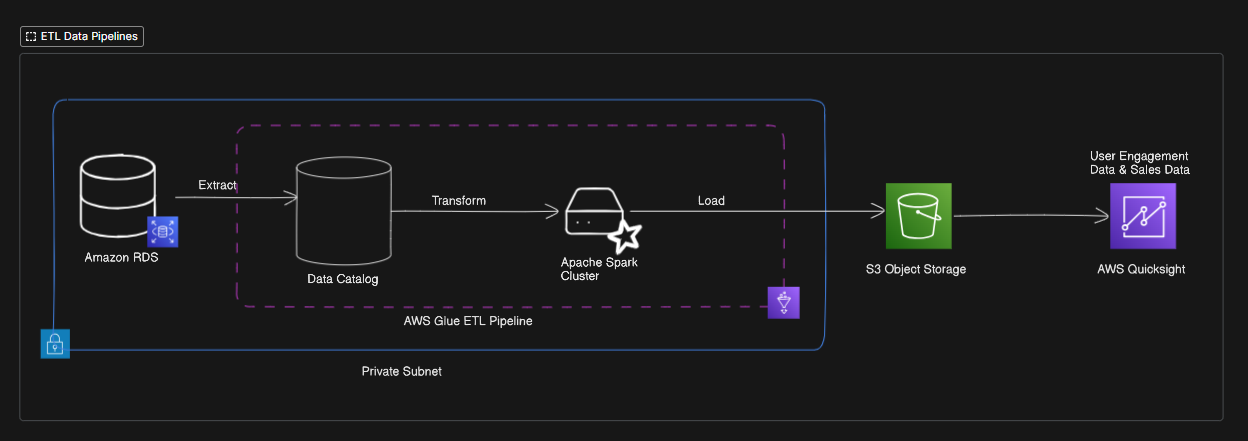 ETL Data Pipelines
User Engagement
Data & Sales Data
Extract
Transform
Load
Amazon RDS
Data Catalog
Apache Spark
Cluster
S3 Object Storage
AWS Quicksight
AWS Glue ETL Pipeline
Private Subnet